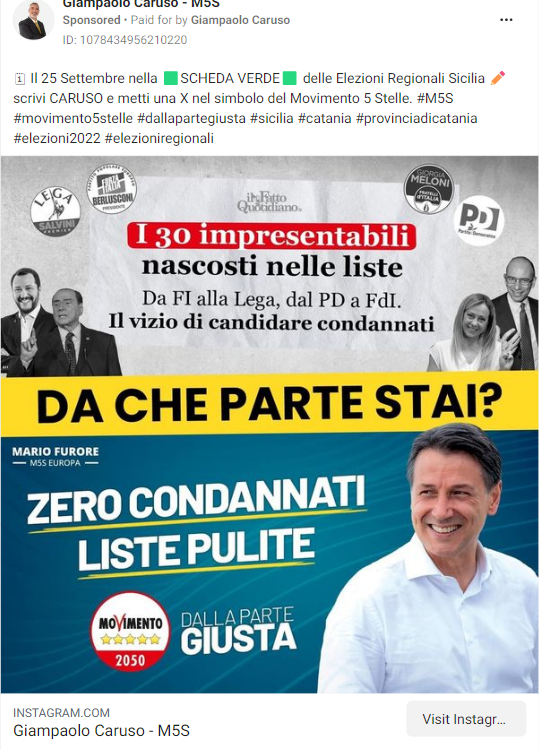 Giampaolo Caruso - M5S
Sponsored • Paid for by Giampaolo Caruso
ID: 1078434956210220
🗓 Il 25 Settembre nella 🟩SCHEDA VERDE🟩 delle Elezioni Regionali Sicilia ✏️
scrivi CARUSO e metti una X nel simbolo del Movimento 5 Stelle. #M5S
#movimento5stelle #dallapartegiusta #sicilia #catania #provinciadicatania
#elezioni2022 #elezioniregionali
LEGA
SALVINI
PREMIER
FORZA ITALIA
BERLUSCONI
PRESIDENTE
il Fatto
Quotidiano
GIORGIA
MELONI
FRATELLI
d'ITALIA
PD
Partito Democratico
I 30 impresentabili
nascosti nelle liste
Da FI alla Lega, dal PD a FdI.
Il vizio di candidare condannati
DA CHE PARTE STAI?
MARIO FURORE
M5S EUROPA
ZERO CONDANNATI
LISTE PULITE
MOVIMENTO
2050
DALLA PARTE
GIUSTA
INSTAGRAM.COM
Giampaolo Caruso - M5S
Visit Instagr...